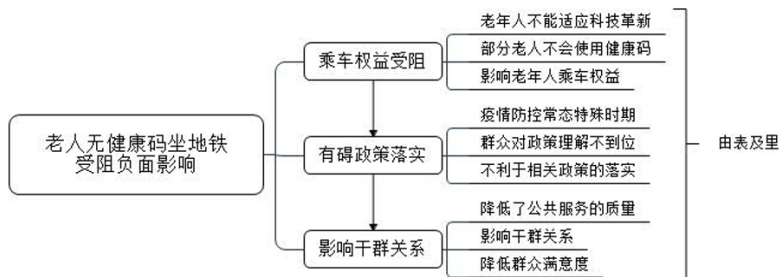 老人无健康码坐地铁
受阻负面影响
乘车权益受阻
老年人不能适应科技革新
部分老人不会使用健康码
影响老年人乘车权益
有碍政策落实
疫情防控常态特殊时期
群众对政策理解不到位
不利于相关政策的落实
影响干群关系
降低了公共服务的质量
影响干群关系
降低群众满意度
由表及里